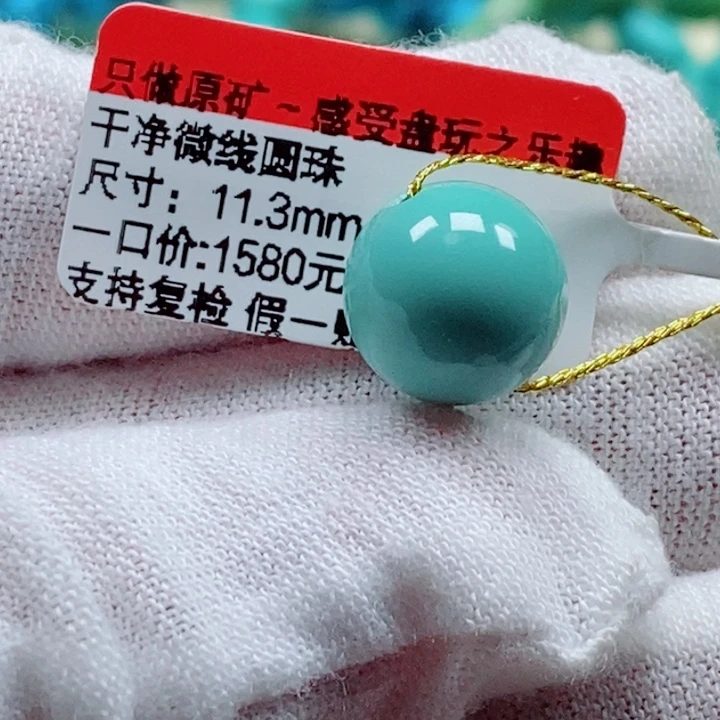 只做原矿~感受盘玩之乐趣
干净微线圆珠
尺寸：11.3mm
一口价:1580元
支持复检 假一